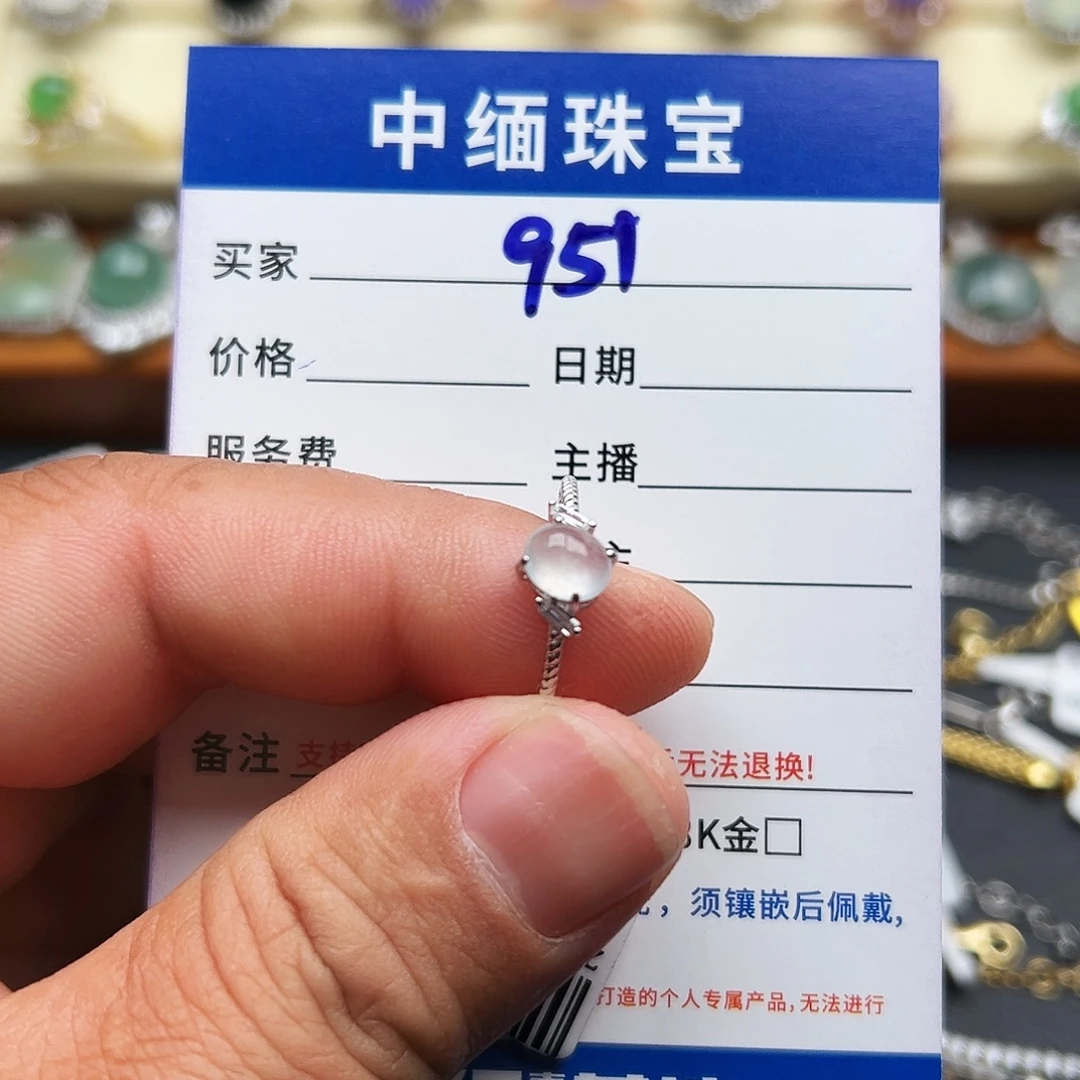 中缅珠宝
买家 951
价格 日期
服务费 主播
备注 支持 无法退换!
K金□
，须镶嵌后佩戴,
打造的个人专属产品,无法进行